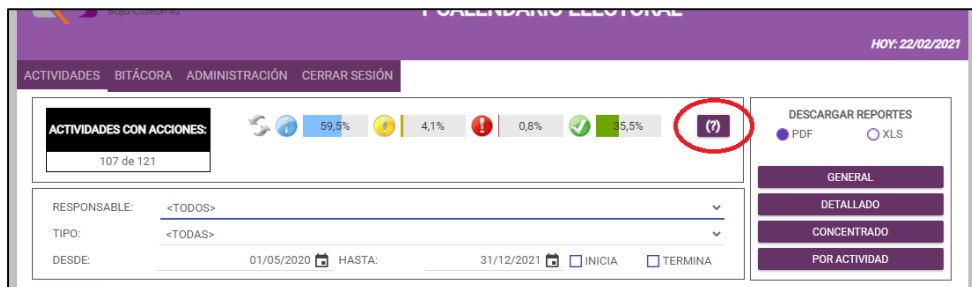 Baja California
CALENDARIO ELECTORAL
HOY: 22/02/2021
ACTIVIDADES BITÁCORA ADMINISTRACIÓN CERRAR SESIÓN
ACTIVIDADES CON ACCIONES:
107 de 121
59,5% 4,1% 0,8% 35,5% (?)
RESPONSABLE: <TODOS>
TIPO: <TODAS>
DESDE: 01/05/2020 HASTA: 31/12/2021 INICIA TERMINA
DESCARGAR REPORTES
PDF XLS
GENERAL
DETALLADO
CONCENTRADO
POR ACTIVIDAD